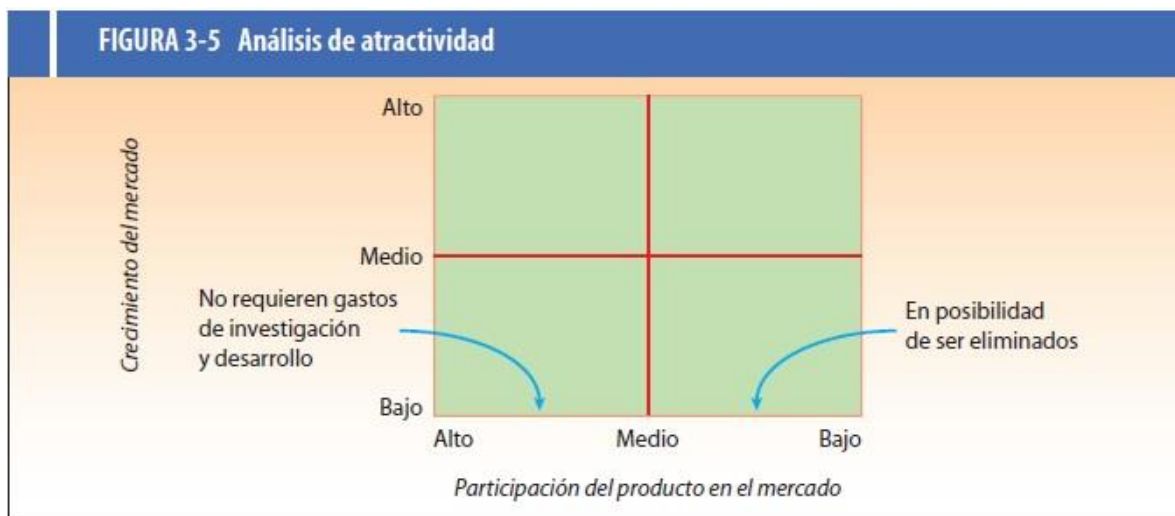 FIGURA 3-5 Análisis de atractividad
Crecimiento del mercado
Alto
Medio
No requieren gastos
de investigación
y desarrollo
En posibilidad
de ser eliminados
Bajo
Alto
Medio
Bajo
Participación del producto en el mercado